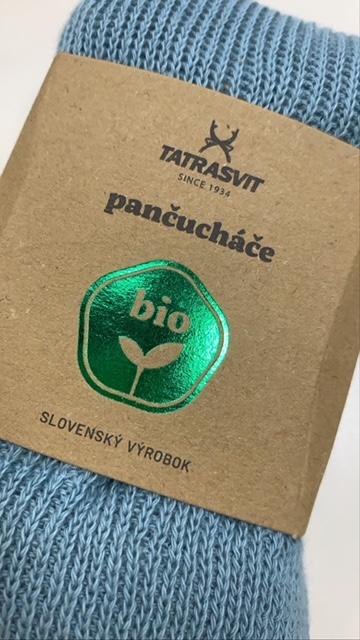 TATRASVIT
SINCE 1934
pančucháče
bio
SLOVENSKÝ VÝROBOK